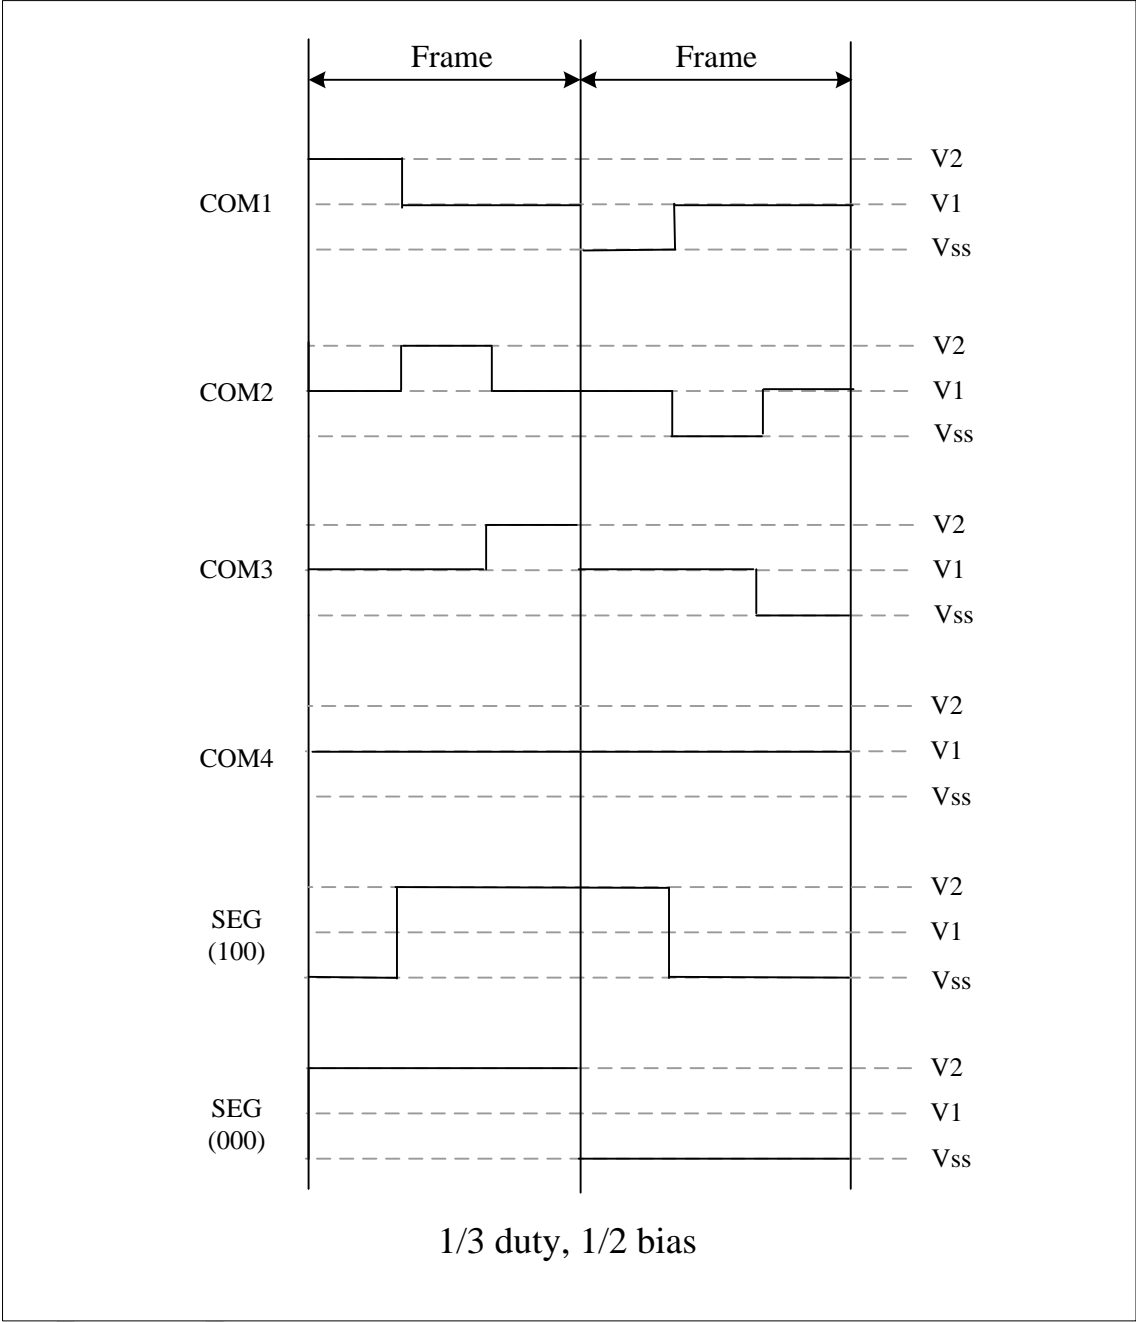 Frame Frame
V2
COM1 V1
Vss
V2
COM2 V1
Vss
V2
COM3 V1
Vss
V2
V1
COM4
Vss
V2
SEG
V1
(100)
Vss
V2
SEG V1
(000)
Vss
1/3 duty, 1/2 bias